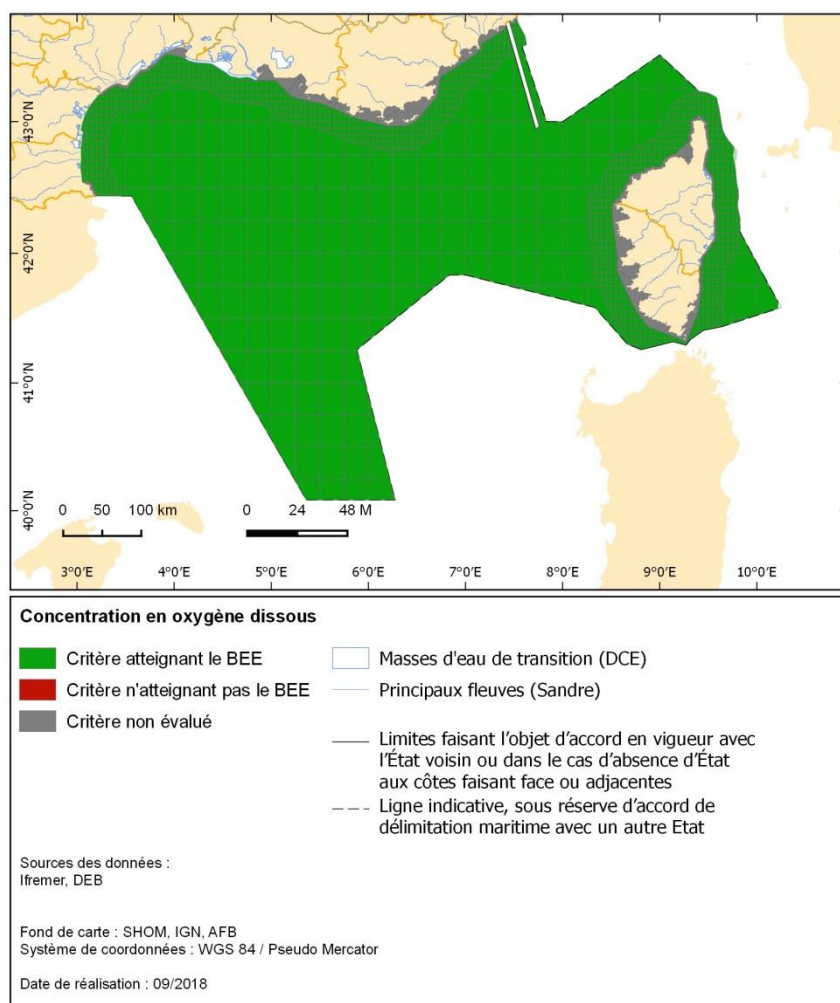 43°0'N
42°0'N
41°0'N
40°0'N
0 50 100 km
0 24 48 M
3°0'E 4°0'E 5°0'E 6°0'E 7°0'E 8°0'E 9°0'E 10°0'E
Concentration en oxygène dissous
Critère atteignant le BEE
Critère n'atteignant pas le BEE
Critère non évalué
Masses d'eau de transition (DCE)
Principaux fleuves (Sandre)
Limites faisant l'objet d'accord en vigueur avec
l'État voisin ou dans le cas d'absence d'État
aux côtes faisant face ou adjacentes
Ligne indicative, sous réserve d'accord de
délimitation maritime avec un autre Etat
Sources des données :
Ifremer, DEB
Fond de carte : SHOM, IGN, AFB
Système de coordonnées : WGS 84 / Pseudo Mercator
Date de réalisation : 09/2018